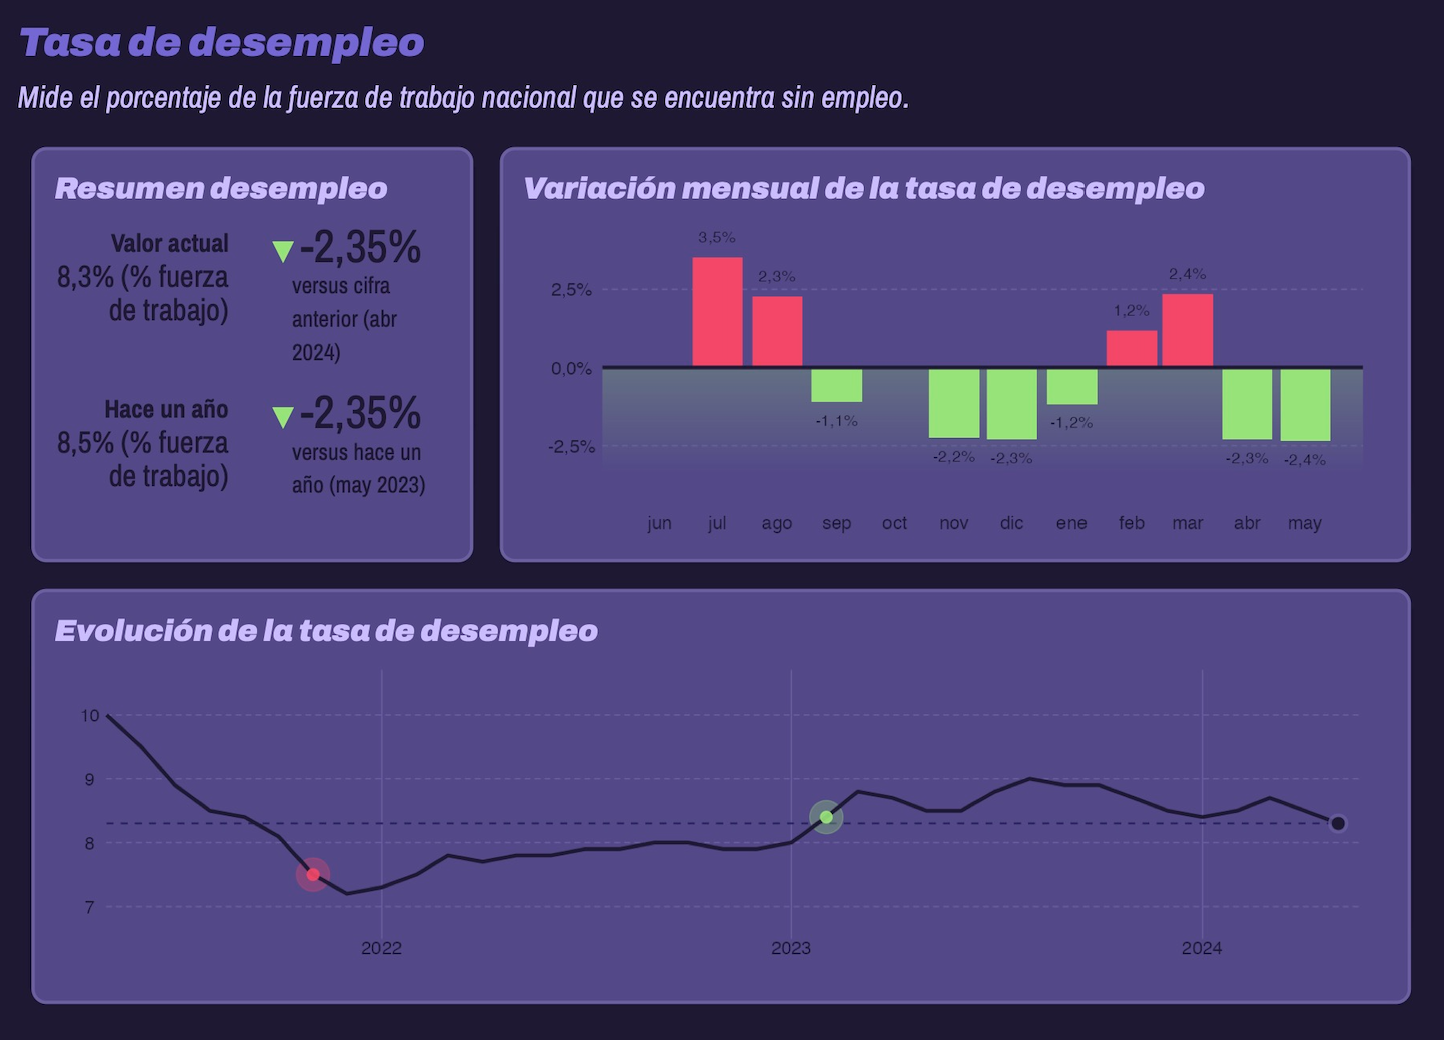 Tasa de desempleo
Mide el porcentaje de la fuerza de trabajo nacional que se encuentra sin empleo.
Resumen desempleo
Valor actual
8,3% (% fuerza
de trabajo)
▼-2,35%
versus cifra
anterior (abr
2024)
Hace un año
8,5% (% fuerza
de trabajo)
▼-2,35%
versus hace un
año (may 2023)
Variación mensual de la tasa de desempleo
3,5%
2,3%
2,4%
1,2%
2,5%
0,0%
-2,5%
-1,1%
-2,2%
-2,3%
-1,2%
-2,3%
-2,4%
jun jul ago sep oct nov dic ene feb mar abr may
Evolución de la tasa de desempleo
10
9
8
7
2022 2023 2024